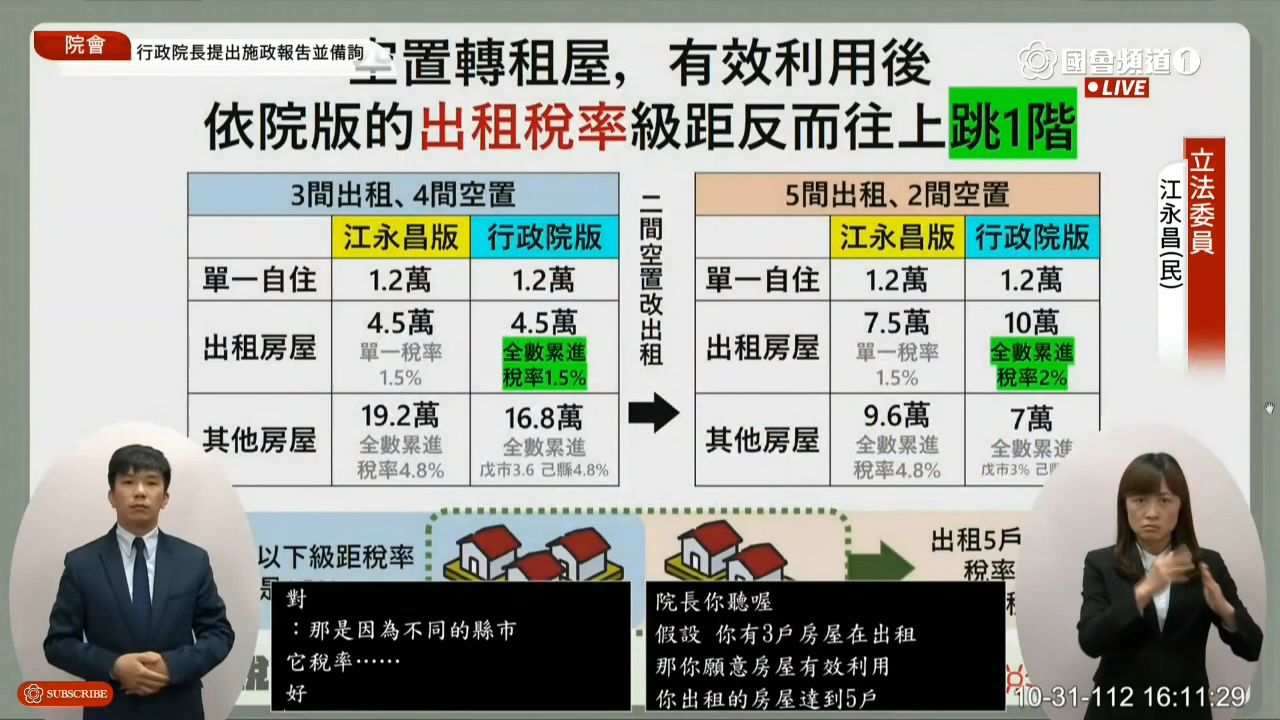 院會
行政院長提出施政報告並備詢
國會頻道1
LIVE
空置轉租屋，有效利用後
依院版的出租稅率級距反而往上跳1階
立法委員
江永昌(民)
3間出租、4間空置
江永昌版 行政院版
單一自住 1.2萬 1.2萬
出租房屋 4.5萬 4.5萬
單一稅率 全數累進
1.5% 稅率1.5%
其他房屋 19.2萬 16.8萬
全數累進 全數累進
稅率4.8% 戊市3.6 己縣4.8%
二間空置改出租
5間出租、2間空置
江永昌版 行政院版
單一自住 1.2萬 1.2萬
出租房屋 7.5萬 10萬
單一稅率 全數累進
1.5% 稅率2%
其他房屋 9.6萬 7萬
全數累進 全數累進
稅率4.8% 戊市3% 己
以下級距稅率
出租5戶
稅率
對
：那是因為不同的縣市
它稅率……
好
院長你聽喔
假設 你有3戶房屋在出租
那你願意房屋有效利用
你出租的房屋達到5戶
SUBSCRIBE
10-31-112 16:11:29